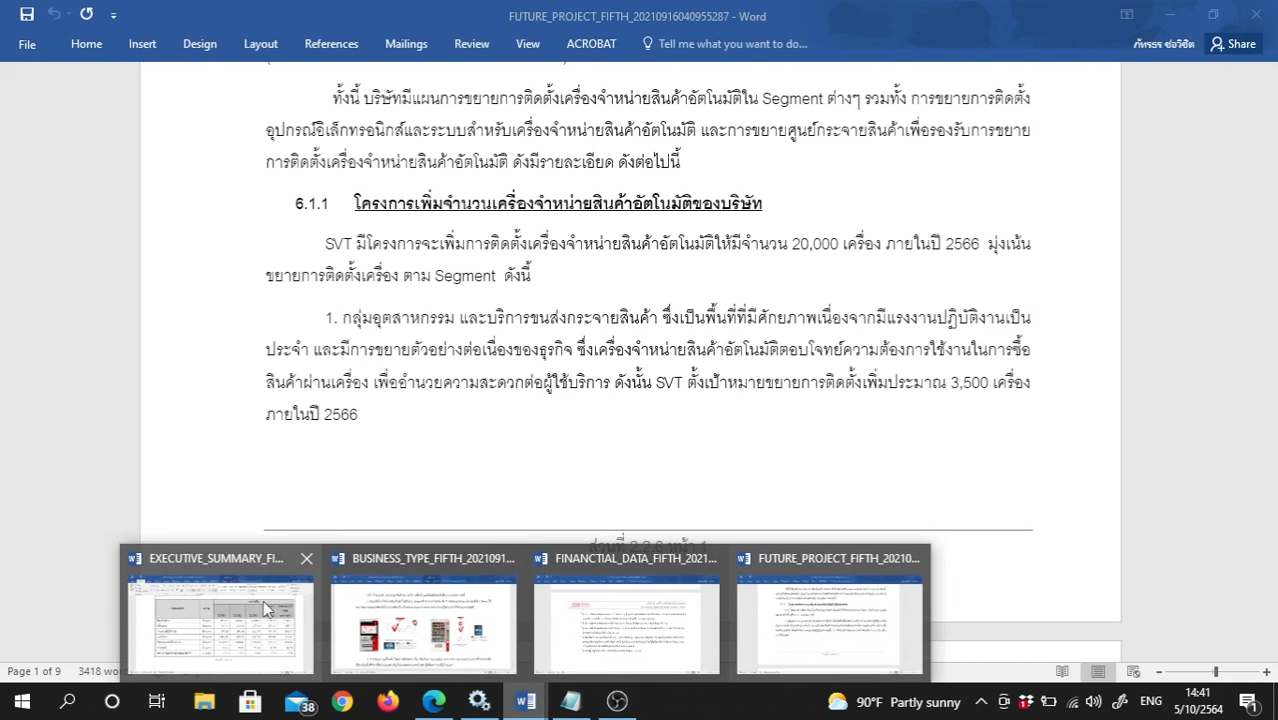 FUTURE_PROJECT_FIFTH_20210916040955287 - Word
File Home Insert Design Layout References Mailings Review View ACROBAT Tell me what you want to do... ภัทรธร ช่อวิชิต Share
ทั้งนี้ บริษัทมีแผนการขยายการติดตั้งเครื่องจำหน่ายสินค้าอัตโนมัติใน Segment ต่างๆ รวมทั้ง การขยายการติดตั้ง
อุปกรณ์อิเล็กทรอนิกส์และระบบสำหรับเครื่องจำหน่ายสินค้าอัตโนมัติ และการขยายศูนย์กระจายสินค้าเพื่อรองรับการขยาย
การติดตั้งเครื่องจำหน่ายสินค้าอัตโนมัติ ดังมีรายละเอียด ดังต่อไปนี้
6.1.1 โครงการเพิ่มจำนวนเครื่องจำหน่ายสินค้าอัตโนมัติของบริษัท
SVT มีโครงการจะเพิ่มการติดตั้งเครื่องจำหน่ายสินค้าอัตโนมัติให้มีจำนวน 20,000 เครื่อง ภายในปี 2566 มุ่งเน้น
ขยายการติดตั้งเครื่อง ตาม Segment ดังนี้
1. กลุ่มอุตสาหกรรม และบริการขนส่งกระจายสินค้า ซึ่งเป็นพื้นที่ที่มีศักยภาพเนื่องจากมีแรงงานปฏิบัติงานเป็น
ประจำ และมีการขยายตัวอย่างต่อเนื่องของธุรกิจ ซึ่งเครื่องจำหน่ายสินค้าอัตโนมัติตอบโจทย์ความต้องการใช้งานในการซื้อ
สินค้าผ่านเครื่อง เพื่ออำนวยความสะดวกต่อผู้ใช้บริการ ดังนั้น SVT ตั้งเป้าหมายขยายการติดตั้งเพิ่มประมาณ 3,500 เครื่อง
ภายในปี 2566
ส่วนที่ 2.2.6 หน้า 1
EXECUTIVE_SUMMARY_FI... BUSINESS_TYPE_FIFTH_2021091... FINANCTIAL_DATA_FIFTH_2021... FUTURE_PROJECT_FIFTH_20210...
Page 1 of 9 3418 word
38 90°F Partly sunny ENG 14:41
5/10/2564 1